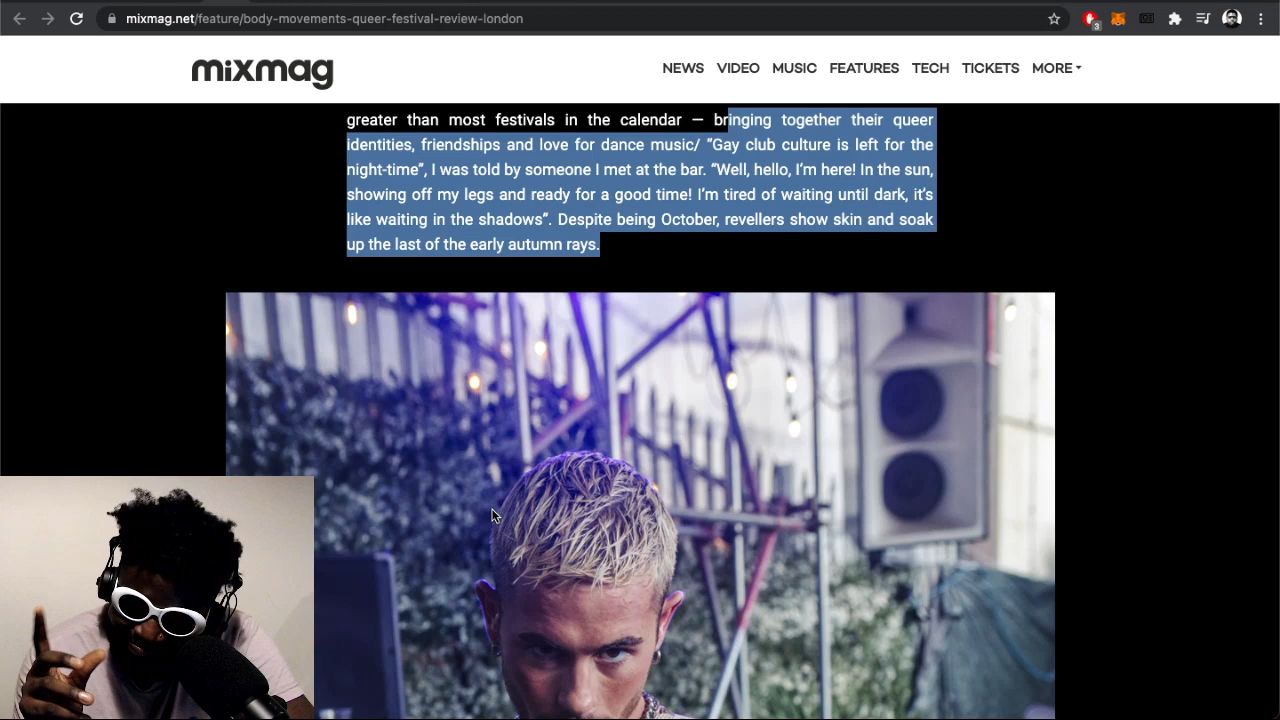 mixmag.net/feature/body-movements-queer-festival-review-london
3
mixmag
NEWS VIDEO MUSIC FEATURES TECH TICKETS MORE
greater than most festivals in the calendar — bringing together their queer
identities, friendships and love for dance music/ “Gay club culture is left for the
night-time”, I was told by someone I met at the bar. “Well, hello, I’m here! In the sun,
showing off my legs and ready for a good time! I’m tired of waiting until dark, it’s
like waiting in the shadows”. Despite being October, revellers show skin and soak
up the last of the early autumn rays.